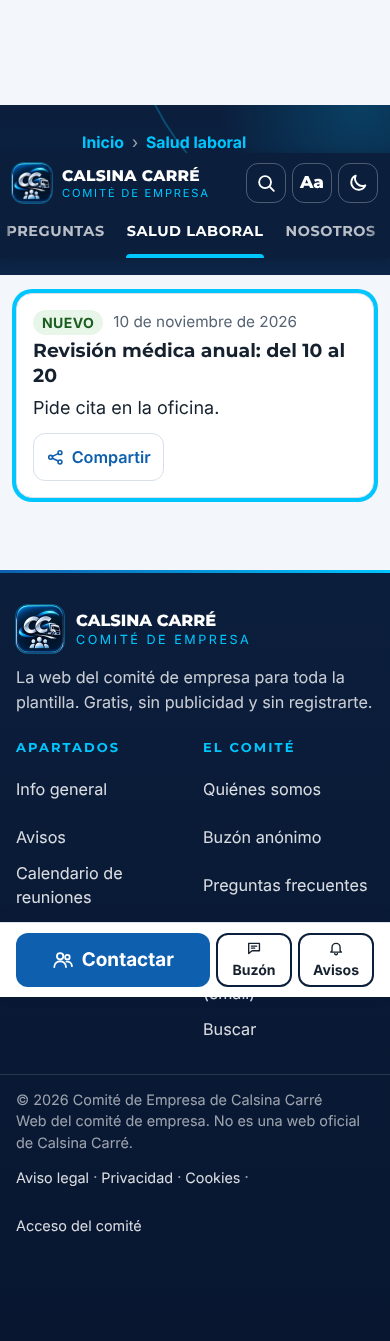 Inicio › Salud laboral
CALSINA CARRÉ
COMITÉ DE EMPRESA
Aa
PREGUNTAS SALUD LABORAL NOSOTROS
NUEVO 10 de noviembre de 2026
Revisión médica anual: del 10 al
20
Pide cita en la oficina.
Compartir
CALSINA CARRÉ
COMITÉ DE EMPRESA
La web del comité de empresa para toda la
plantilla. Gratis, sin publicidad y sin registrarte.
APARTADOS
Info general
Avisos
Calendario de
reuniones
EL COMITÉ
Quiénes somos
Buzón anónimo
Preguntas frecuentes
Contactar
Buzón
Avisos
Buscar
© 2026 Comité de Empresa de Calsina Carré
Web del comité de empresa. No es una web oficial
de Calsina Carré.
Aviso legal · Privacidad · Cookies ·
Acceso del comité